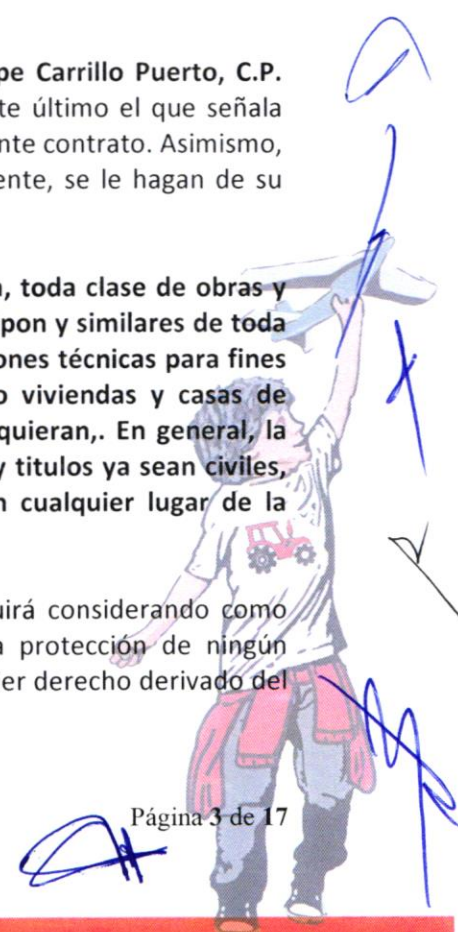 pe Carrillo Puerto, C.P.
te último el que señala
nte contrato. Asimismo,
ente, se le hagan de su
, toda clase de obras y
pon y similares de toda
ones técnicas para fines
o viviendas y casas de
quieran,. En general, la
y titulos ya sean civiles,
n cualquier lugar de la
uirá considerando como
a protección de ningún
er derecho derivado del
Página 3 de 17